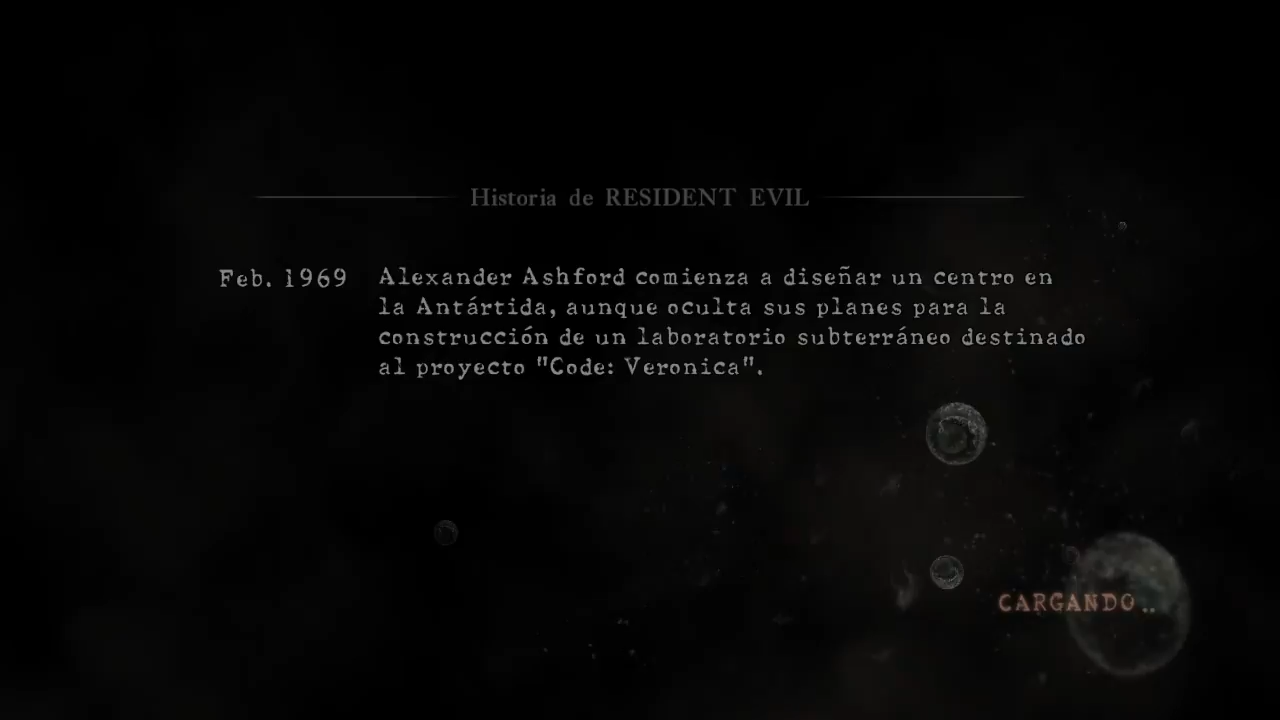 Historia de RESIDENT EVIL
Feb. 1969 Alexander Ashford comienza a diseñar un centro en
la Antártida, aunque oculta sus planes para la
construcción de un laboratorio subterráneo destinado
al proyecto "Code: Veronica".
CARGANDO..